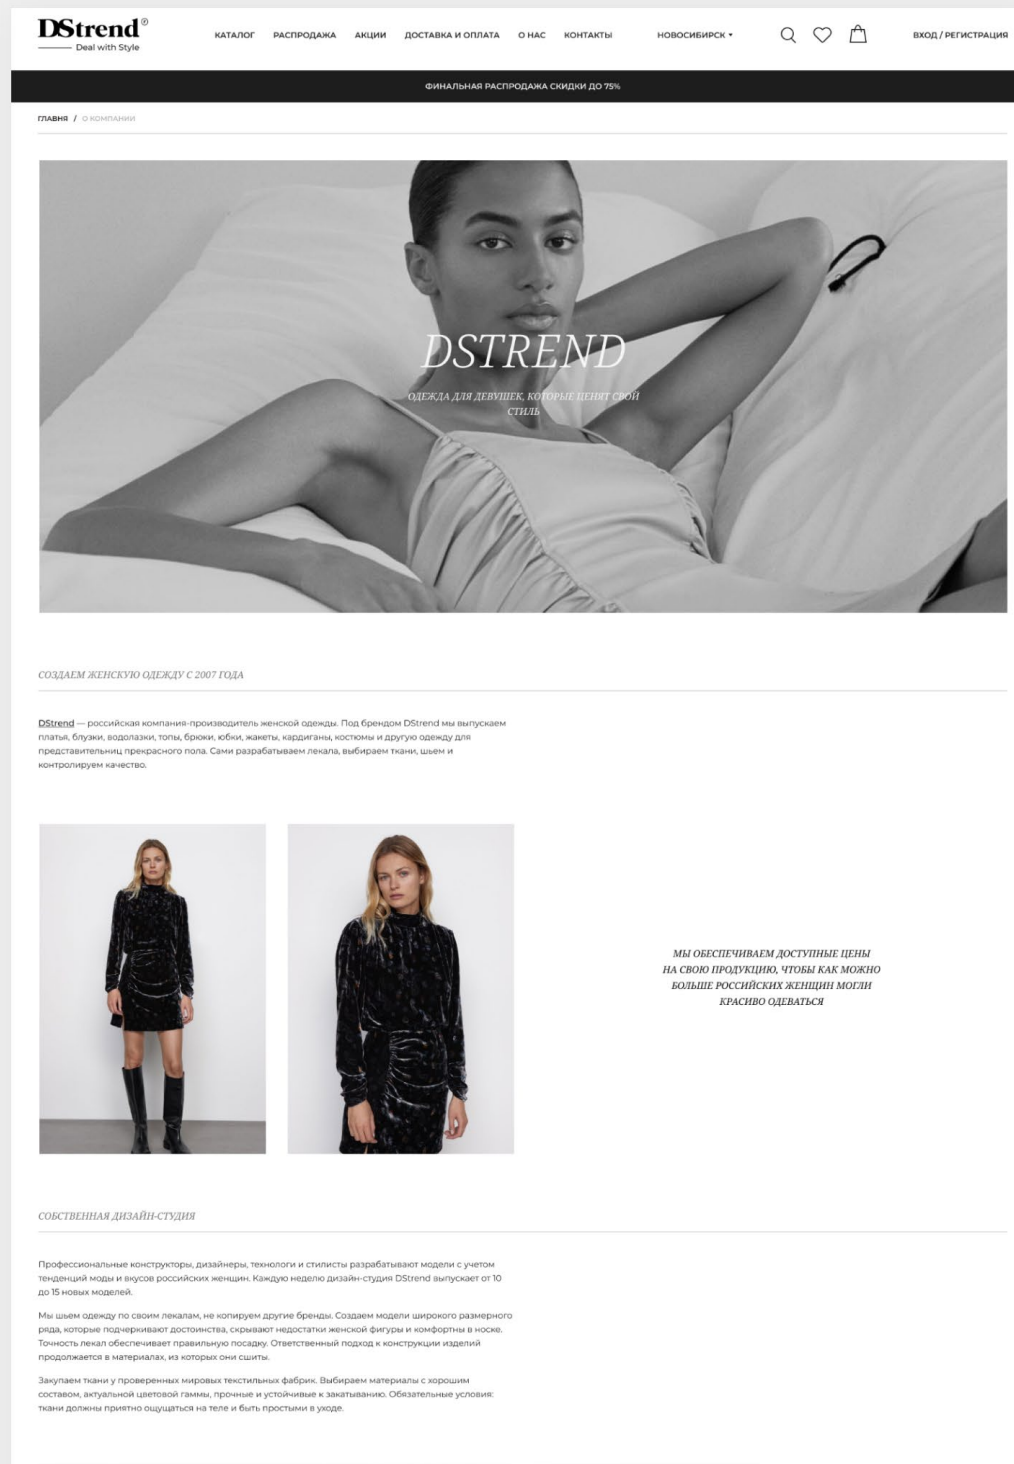 DStrend®
Deal with Style
КАТАЛОГ РАСПРОДАЖА АКЦИИ ДОСТАВКА И ОПЛАТА О НАС КОНТАКТЫ НОВОСИБИРСК ВХОД / РЕГИСТРАЦИЯ
ФИНАЛЬНАЯ РАСПРОДАЖА СКИДКИ ДО 75%
ГЛАВНЯ / О КОМПАНИИ
DSTREND
ОДЕЖДА ДЛЯ ДЕВУШЕК, КОТОРЫЕ ЦЕНЯТ СВОЙ
СТИЛЬ
СОЗДАЕМ ЖЕНСКУЮ ОДЕЖДУ С 2007 ГОДА
DStrend — российская компания-производитель женской одежды. Под брендом DStrend мы выпускаем
платья, блузки, водолазки, топы, брюки, юбки, жакеты, кардиганы, костюмы и другую одежду для
представительниц прекрасного пола. Сами разрабатываем лекала, выбираем ткани, шьем и
контролируем качество.
МЫ ОБЕСПЕЧИВАЕМ ДОСТУПНЫЕ ЦЕНЫ
НА СВОЮ ПРОДУКЦИЮ, ЧТОБЫ КАК МОЖНО
БОЛЬШЕ РОССИЙСКИХ ЖЕНЩИН МОГЛИ
КРАСИВО ОДЕВАТЬСЯ
СОБСТВЕННАЯ ДИЗАЙН-СТУДИЯ
Профессиональные конструкторы, дизайнеры, технологи и стилисты разрабатывают модели с учетом
тенденций моды и вкусов российских женщин. Каждую неделю дизайн-студия DStrend выпускает от 10
до 15 новых моделей.
Мы шьем одежду по своим лекалам, не копируем другие бренды. Создаем модели широкого размерного
ряда, которые подчеркивают достоинства, скрывают недостатки женской фигуры и комфортны в носке.
Точность лекал обеспечивает правильную посадку. Ответственный подход к конструкции изделий
продолжается в материалах, из которых они сшиты.
Закупаем ткани у проверенных мировых текстильных фабрик. Выбираем материалы с хорошим
составом, актуальной цветовой гаммы, прочные и устойчивые к закатыванию. Обязательные условия:
ткани должны приятно ощущаться на теле и быть простыми в уходе.